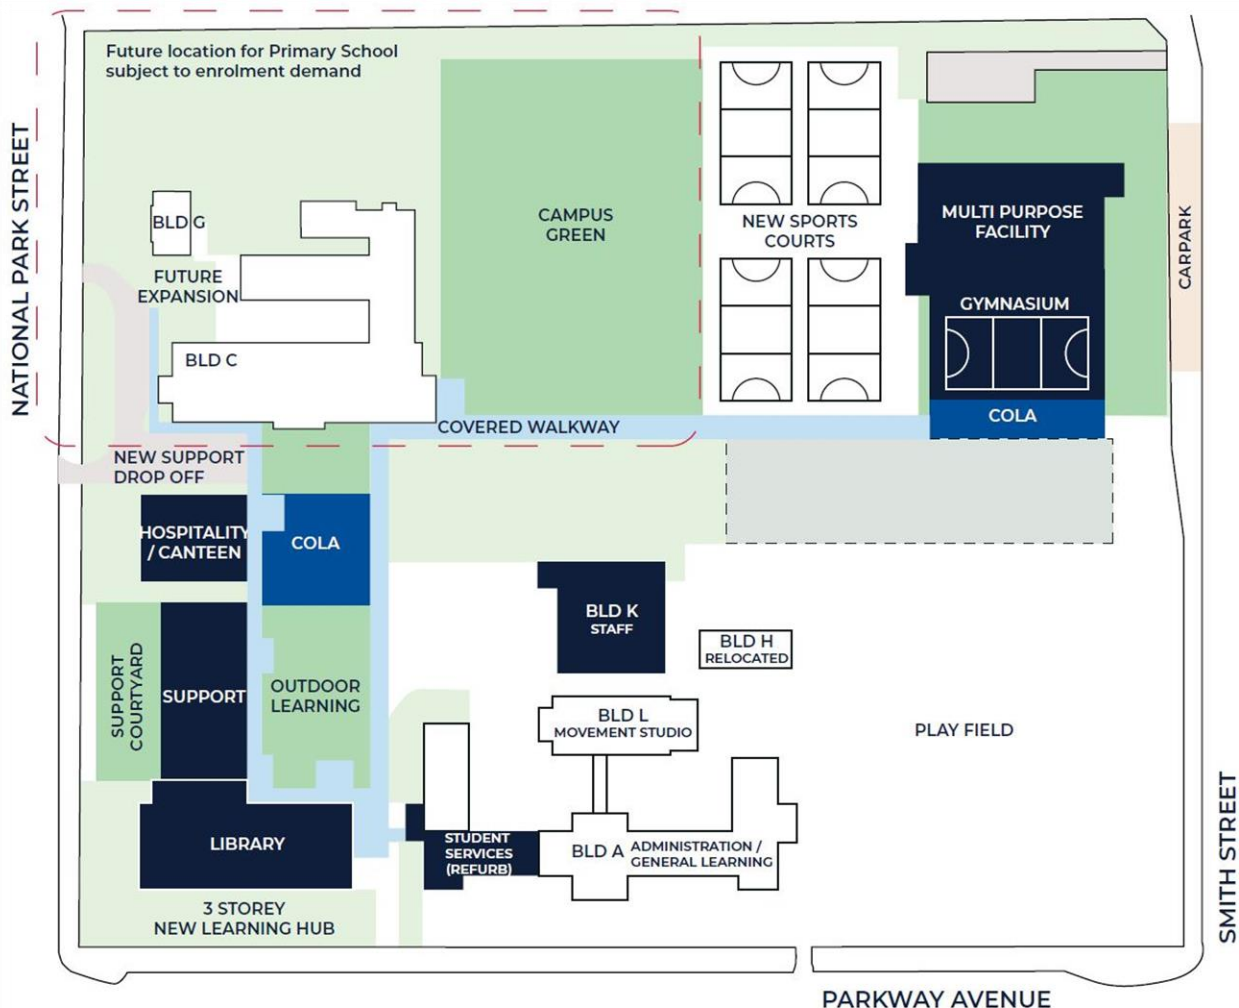 Future location for Primary School
subject to enrolment demand
NATIONAL PARK STREET
BLD G
FUTURE
EXPANSION
BLD C
CAMPUS
GREEN
NEW SPORTS
COURTS
MULTI PURPOSE
FACILITY
GYMNASIUM
CARPARK
COLA
COVERED WALKWAY
NEW SUPPORT
DROP OFF
HOSPITALITY
/ CANTEEN
COLA
BLD K
STAFF
BLD H
RELOCATED
SUPPORT
COURTYARD
SUPPORT
OUTDOOR
LEARNING
BLD L
MOVEMENT STUDIO
PLAY FIELD
LIBRARY
STUDENT
SERVICES
(REFURB)
BLD A
ADMINISTRATION /
GENERAL LEARNING
3 STOREY
NEW LEARNING HUB
SMITH STREET
PARKWAY AVENUE